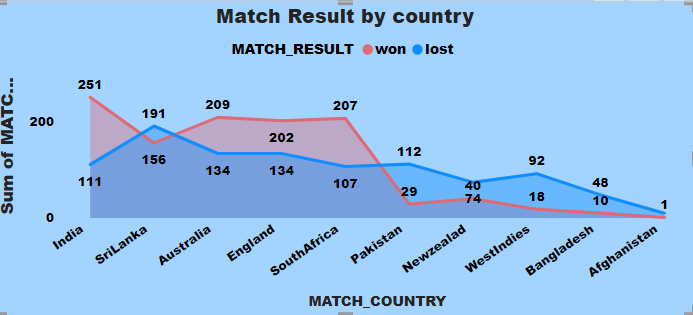 Match Result by country
MATCH_RESULT won lost
Sum of MATC...
200
0
251
111
191
156
209
134
202
134
207
107
112
29
40
74
92
18
48
10
1
India
SriLanka
Australia
England
SouthAfrica
Pakistan
Newzealad
WestIndies
Bangladesh
Afghanistan
MATCH_COUNTRY